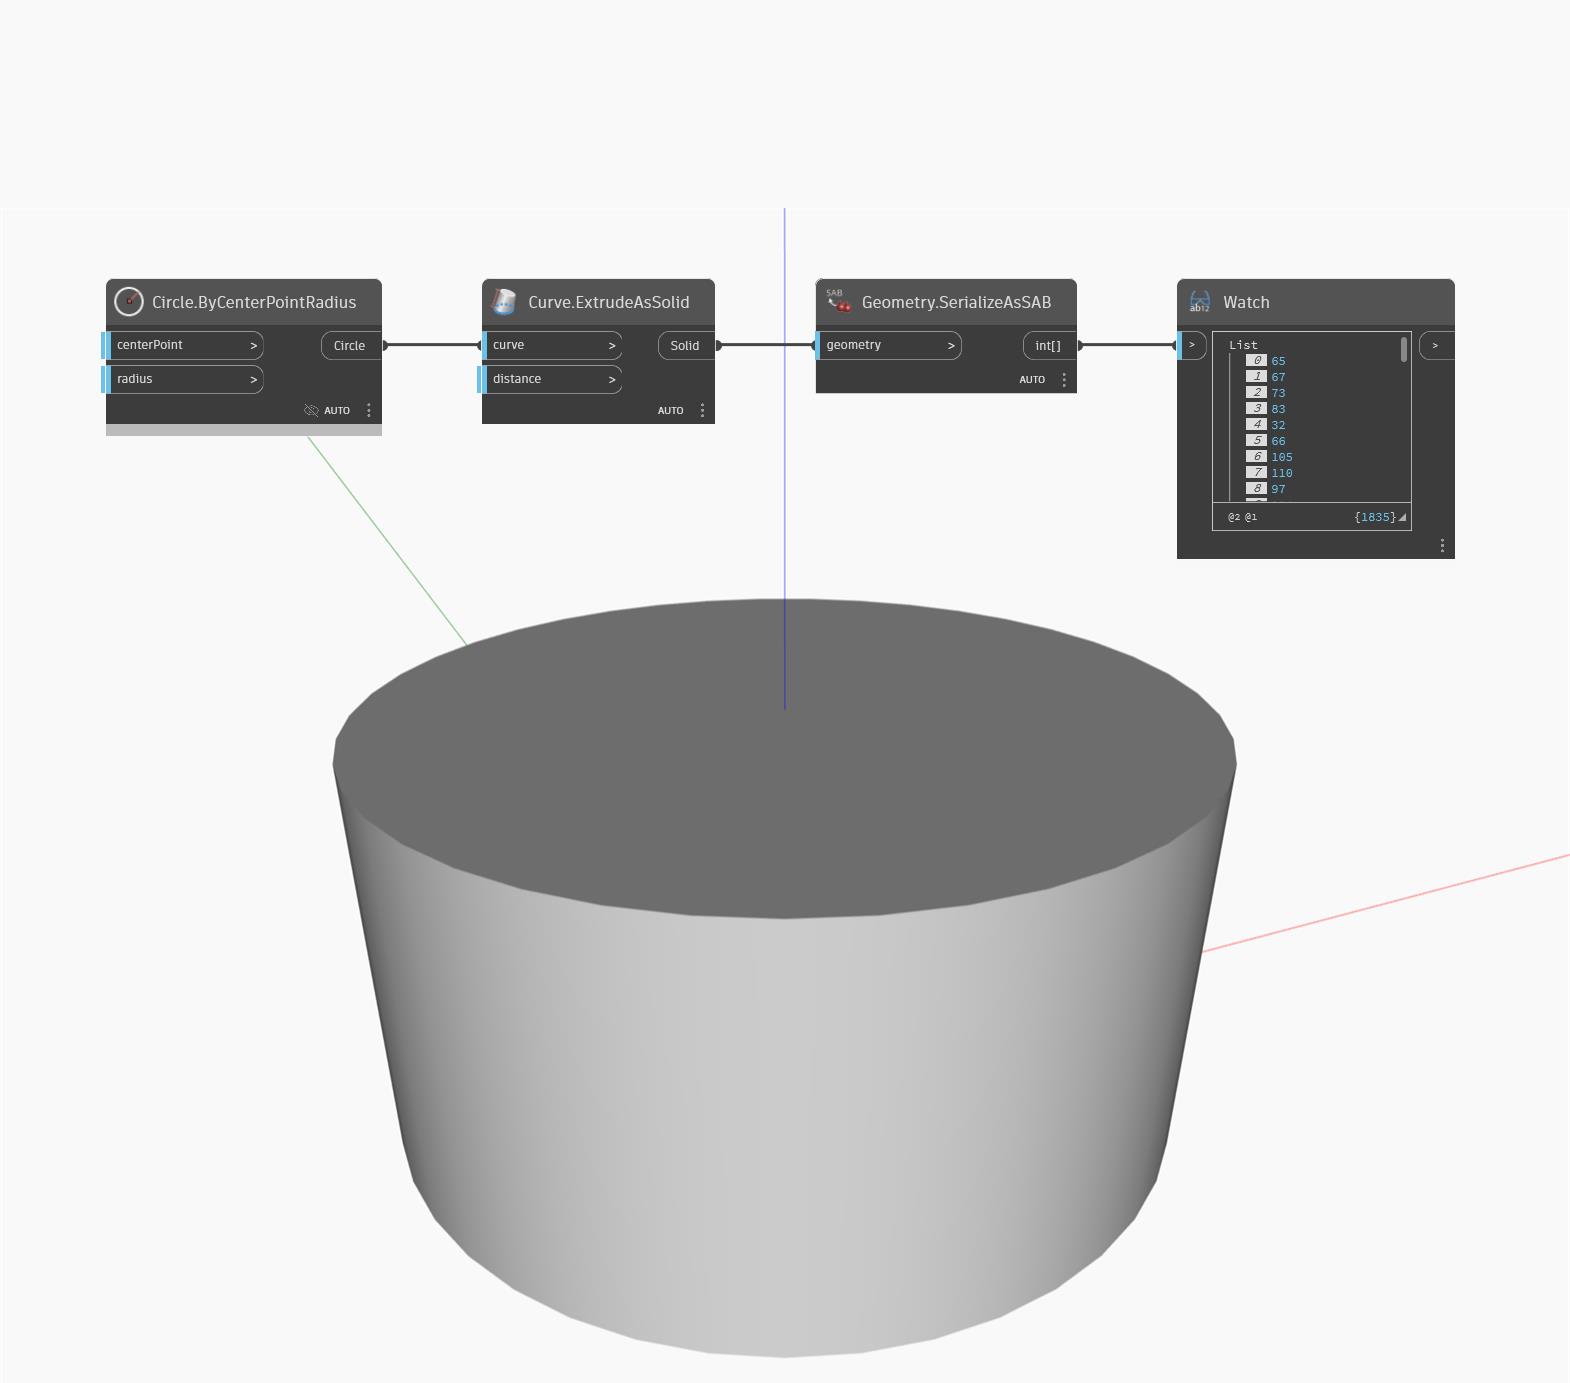 Circle.ByCenterPointRadius
centerPoint >
Circle
radius >
AUTO
Curve.ExtrudeAsSolid
curve >
Solid
distance >
AUTO
SAB
Geometry.SerializeAsSAB
geometry >
int[]
AUTO
ab12
Watch
>
List
>
0 65
1 67
2 73
3 83
4 32
5 66
6 105
7 110
8 97
@2 @1
{1835}